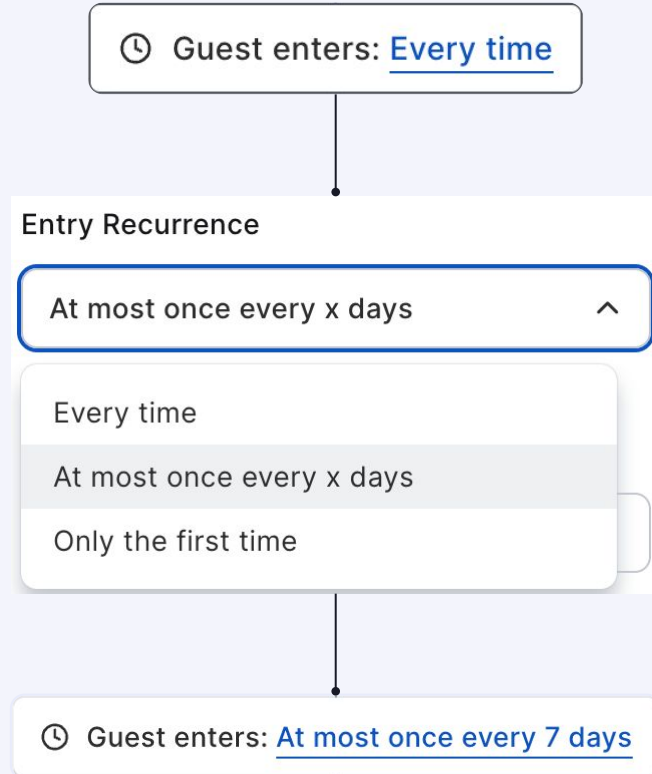 Guest enters: Every time
Entry Recurrence
At most once every x days
Every time
At most once every x days
Only the first time
Guest enters: At most once every 7 days